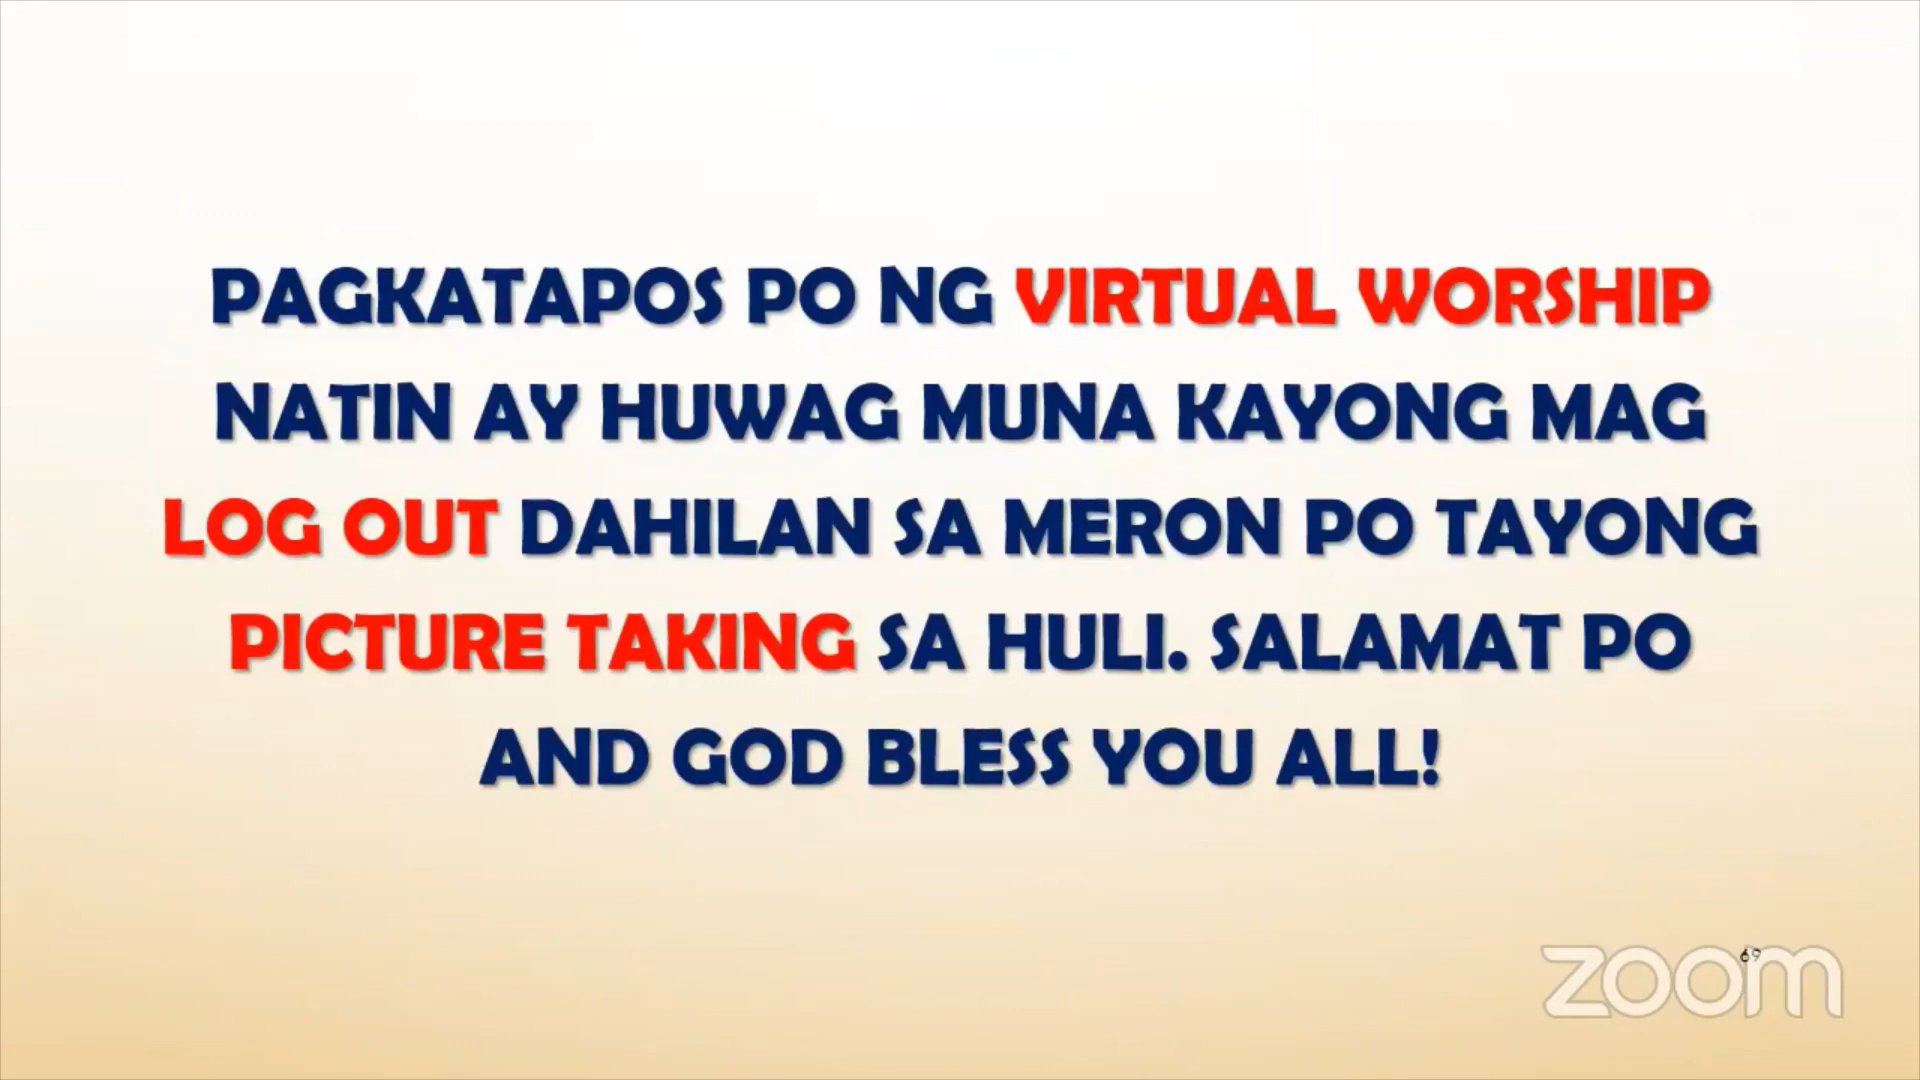 PAGKATAPOS PO NG VIRTUAL WORSHIP
NATIN AY HUWAG MUNA KAYONG MAG
LOG OUT DAHILAN SA MERON PO TAYONG
PICTURE TAKING SA HULI. SALAMAT PO
AND GOD BLESS YOU ALL!
69
zoom